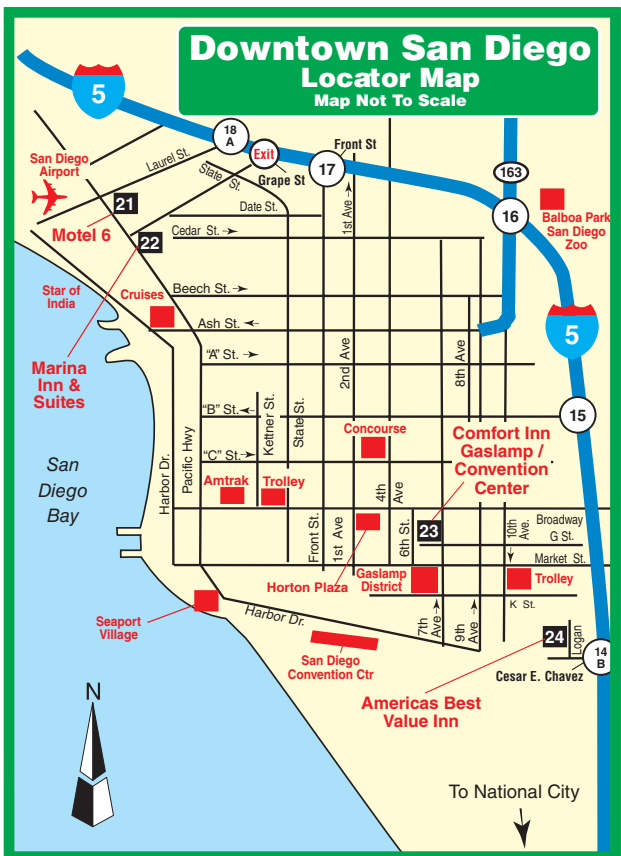 Downtown San Diego
Locator Map
Map Not To Scale
5
18
A
Exit
Grape St
17
Front St
163
16
San Diego
Airport
Laurel St.
State St.
21
Motel 6
22
Date St.
Cedar St.
1st Ave
Balboa Park
San Diego
Zoo
Star of
India
Cruises
Beech St.
Ash St.
5
Marina
Inn &
Suites
"A" St.
2nd Ave
8th Ave
"B" St.
Kettner St.
State St.
15
Concourse
Comfort Inn
Gaslamp /
Convention
Center
"C" St.
San
Diego
Bay
Harbor Dr.
Pacific Hwy
Amtrak
Trolley
4th
Ave
Front St.
1st Ave
6th St.
23
10th
Ave.
Broadway
G St.
Market St.
Horton Plaza
Gaslamp
District
Trolley
K St.
Seaport
Village
Harbor Dr.
7th
Ave
9th
Ave
San Diego
Convention Ctr
24
Logan
14
B
Cesar E. Chavez
Americas Best
Value Inn
N
To National City